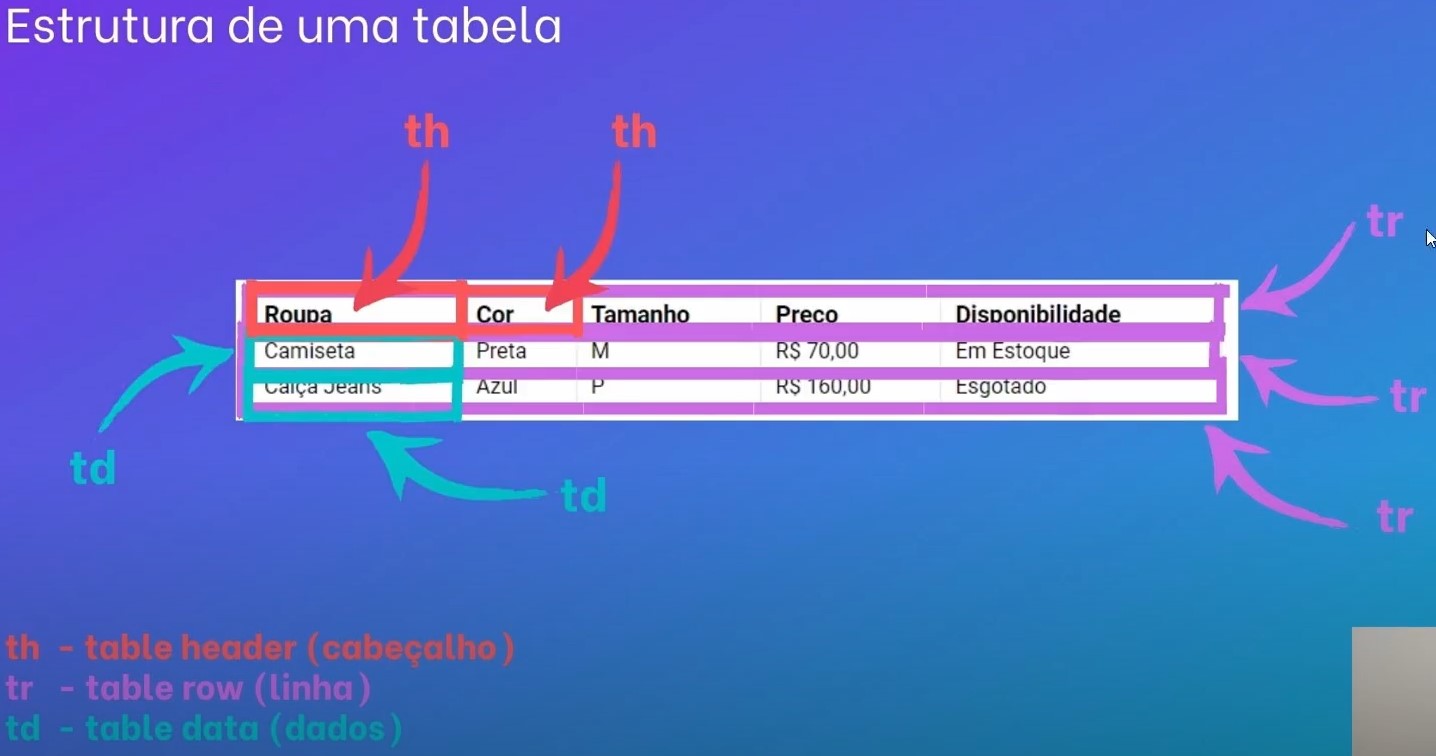 Estrutura de uma tabela
th th
tr
Roupa Cor Tamanho Preço Disponibilidade
Camiseta Preta M R$ 70,00 Em Estoque
Calça Jeans Azul P R$ 160,00 Esgotado
tr
td
td
tr
th - table header (cabeçalho)
tr - table row (linha)
td - table data (dados)